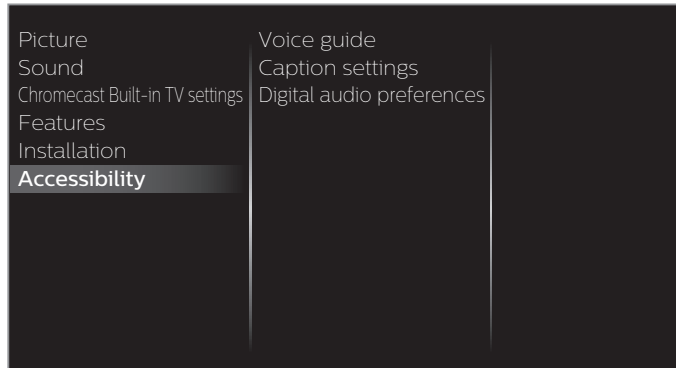 Picture
Sound
Chromecast Built-in TV settings
Features
Installation
Accessibility
Voice guide
Caption settings
Digital audio preferences